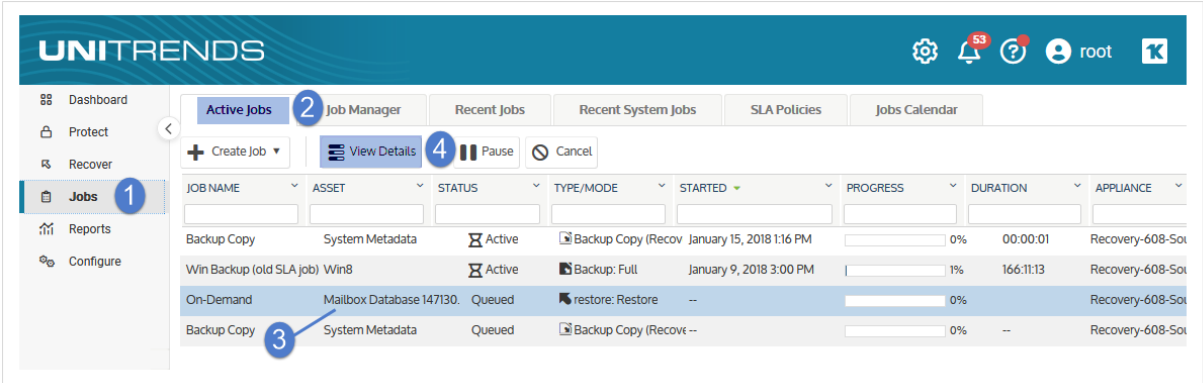 UNITRENDS
53
root
Dashboard
Protect
Recover
1
Jobs
Reports
Configure
Active Jobs 2 Job Manager Recent Jobs Recent System Jobs SLA Policies Jobs Calendar
Create Job View Details 4 Pause Cancel
JOB NAME ASSET STATUS TYPE/MODE STARTED PROGRESS DURATION APPLIANCE
Backup Copy System Metadata Active Backup Copy (Recov January 15, 2018 1:16 PM 0% 00:00:01 Recovery-608-Sou
Win Backup (old SLA job) Win8 Active Backup: Full January 9, 2018 3:00 PM 1% 166:11:13 Recovery-608-Sou
On-Demand Mailbox Database 147130. Queued restore: Restore -- 0% Recovery-608-Sou
Backup Copy System Metadata Queued Backup Copy (Recove -- 0% -- Recovery-608-Sou
3